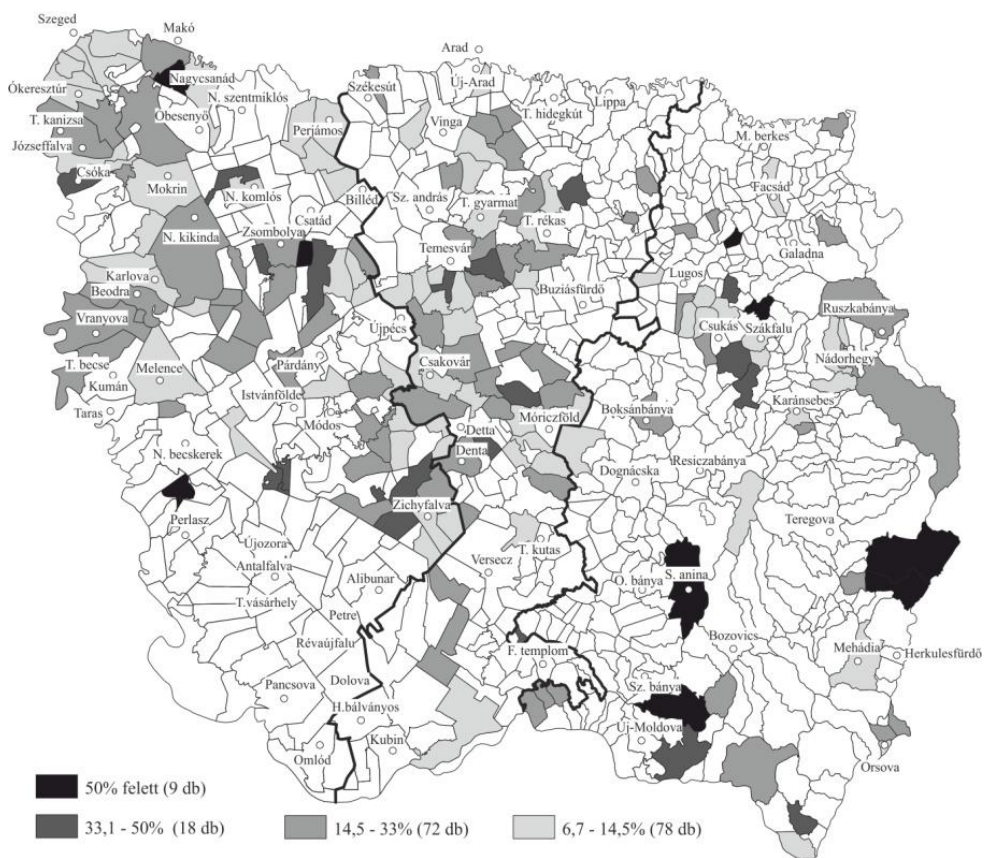 Szeged
Makó
Arad
Ókeresztúr
Nagycsanád
N. szentmiklós
Székesút
Új-Arad
T. hidegkút
Lippa
T. kanizsa
Óbesenyő
Perjámos
Vinga
M. berkes
Józseffalva
Csóka
Mokrin
N. komlós
Billéd
Sz. andrás
T. gyarmat
Facsád
Csatád
Zsombolya
T. rékas
N. kikinda
Temesvár
Galadna
Karlova
Beodra
Buziásfürdő
Lugos
Ruszkabánya
Vranyova
Újpécs
Csukás
Szákfalu
T. becse
Melence
Párdány
Csakovár
Nádorhegy
Kumán
Istvánfölde
Karánsebes
Taras
Módos
Móriczföld
Boksánbánya
Detta
Denta
N. becskerek
Dognácska
Resiczabánya
Perlasz
Zichyfalva
Teregova
Újozora
Antalfalva
Versecz
T. kutas
Alibunar
O. bánya
S. anina
T.vásárhely
Petre
Bozovics
Révaújfalu
F. templom
Mehádia
Herkulesfürdő
Pancsova
Dolova
Sz. bánya
H.bálványos
Új-Moldova
Kubin
Omlód
Orsova
50% felett (9 db)
33,1 - 50% (18 db)
14,5 - 33% (72 db)
6,7 - 14,5% (78 db)